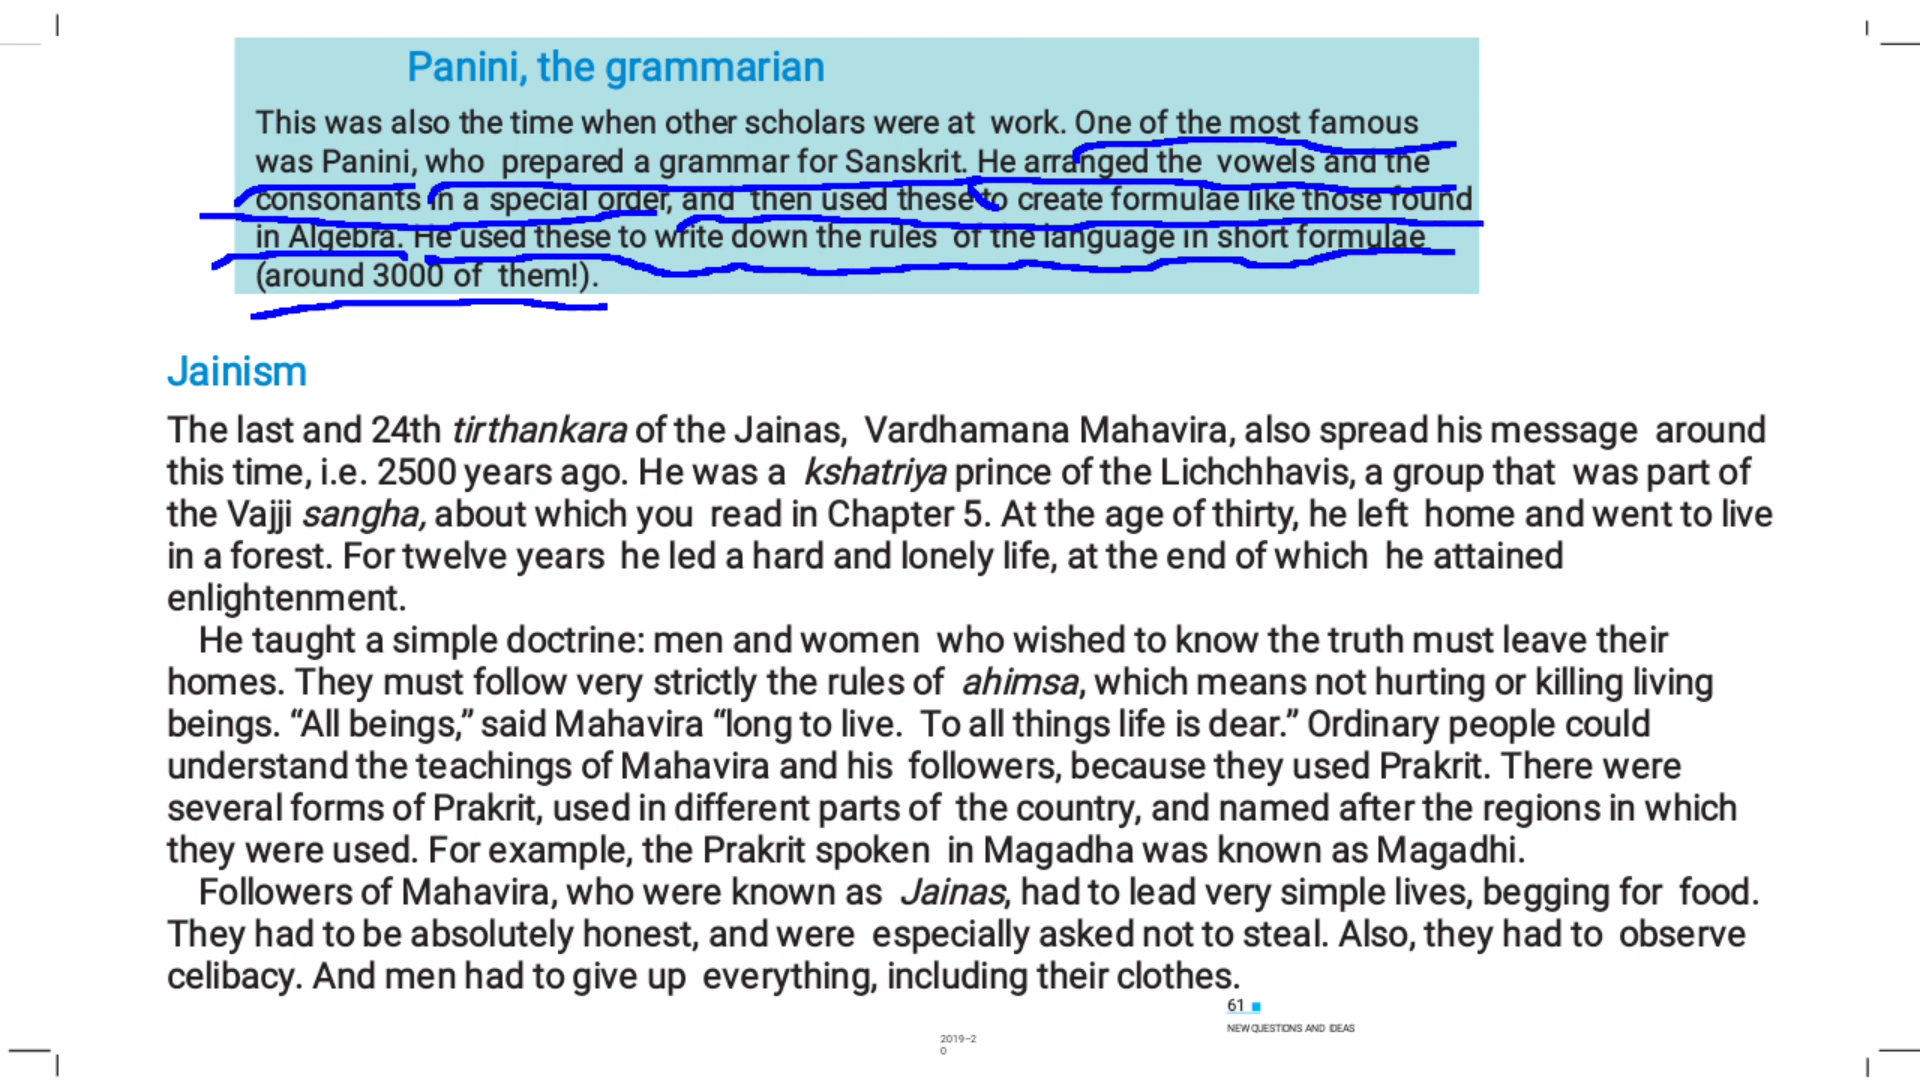 Panini, the grammarian
This was also the time when other scholars were at work. One of the most famous
was Panini, who prepared a grammar for Sanskrit. He arranged the vowels and the
consonants in a special order, and then used these to create formulae like those found
in Algebra. He used these to write down the rules of the language in short formulae
(around 3000 of them!).
Jainism
The last and 24th tirthankara of the Jainas, Vardhamana Mahavira, also spread his message around
this time, i.e. 2500 years ago. He was a kshatriya prince of the Lichchhavis, a group that was part of
the Vajji sangha, about which you read in Chapter 5. At the age of thirty, he left home and went to live
in a forest. For twelve years he led a hard and lonely life, at the end of which he attained
enlightenment.
He taught a simple doctrine: men and women who wished to know the truth must leave their
homes. They must follow very strictly the rules of ahimsa, which means not hurting or killing living
beings. “All beings,” said Mahavira “long to live. To all things life is dear.” Ordinary people could
understand the teachings of Mahavira and his followers, because they used Prakrit. There were
several forms of Prakrit, used in different parts of the country, and named after the regions in which
they were used. For example, the Prakrit spoken in Magadha was known as Magadhi.
Followers of Mahavira, who were known as Jainas, had to lead very simple lives, begging for food.
They had to be absolutely honest, and were especially asked not to steal. Also, they had to observe
celibacy. And men had to give up everything, including their clothes.
61
NEW QUESTIONS AND IDEAS
2019–2
0